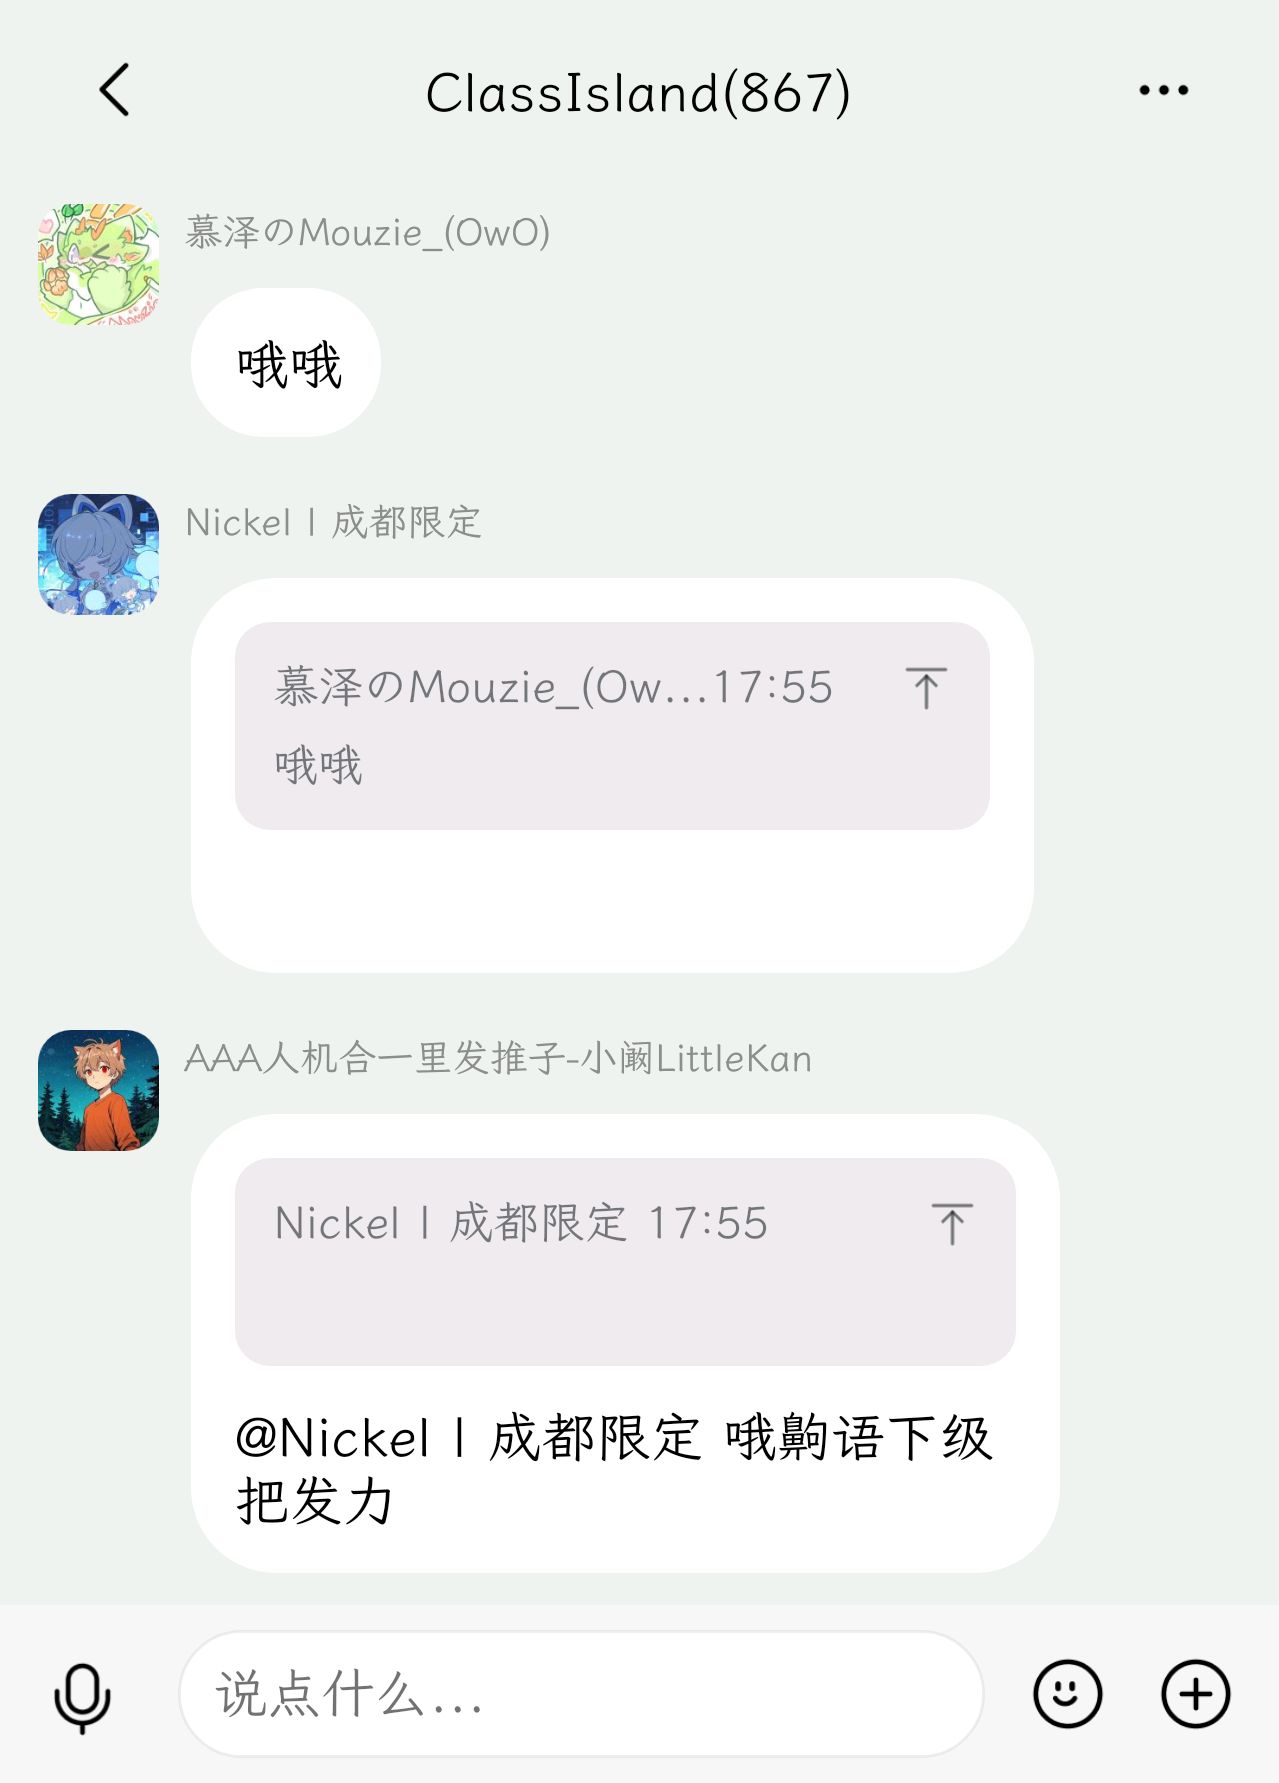 ClassIsland(867)
慕泽のMouzie_(OwO)
哦哦
Nickel | 成都限定
慕泽のMouzie_(Ow...17:55
哦哦
AAA人机合一里发推子-小阚LittleKan
Nickel | 成都限定 17:55
@Nickel | 成都限定 哦齁语下级
把发力
说点什么...